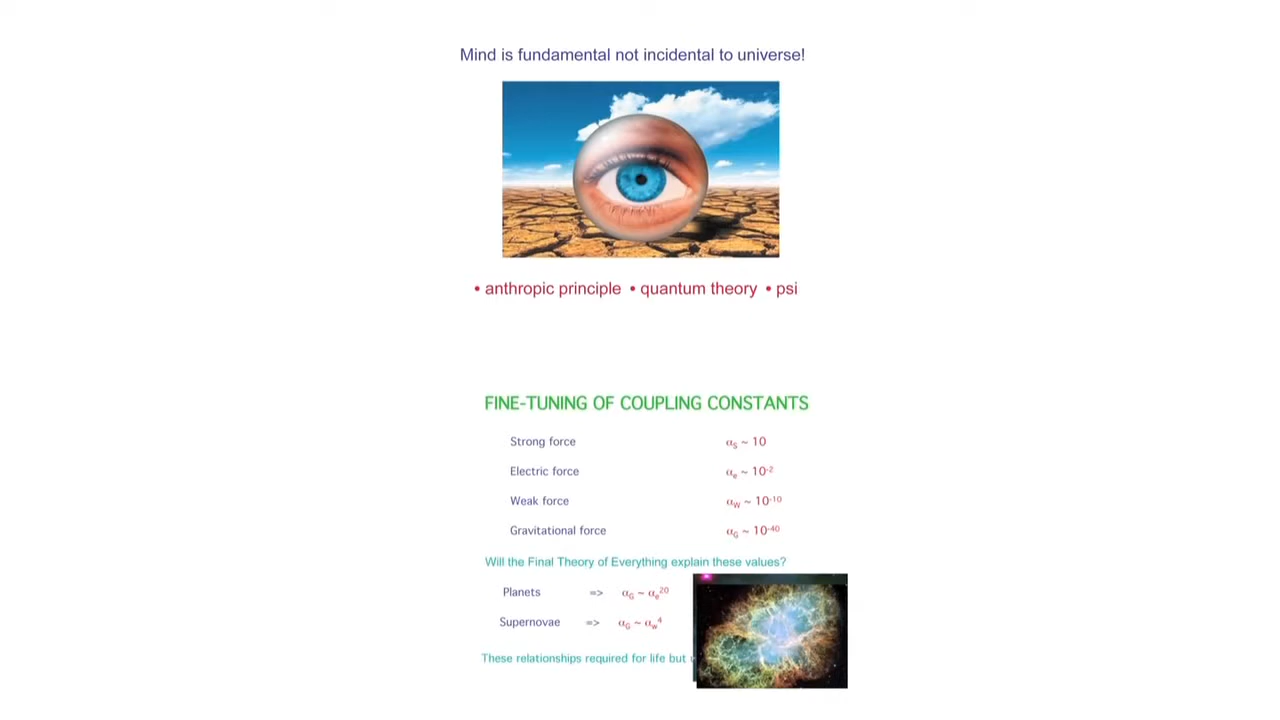 Mind is fundamental not incidental to universe!
• anthropic principle • quantum theory • psi
FINE-TUNING OF COUPLING CONSTANTS
Strong force αS ~ 10
Electric force αe ~ 10⁻²
Weak force αW ~ 10⁻¹⁰
Gravitational force αG ~ 10⁻⁴⁰
Will the Final Theory of Everything explain these values?
Planets => αG ~ αe²⁰
Supernovae => αG ~ αw⁴
These relationships required for life but